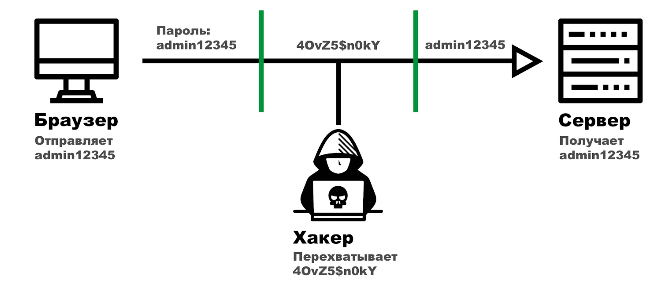 Пароль:
admin12345
4OvZ5$n0kY
admin12345
Браузер
Отправляет
admin12345
Сервер
Получает
admin12345
Хакер
Перехватывает
4OvZ5$n0kY